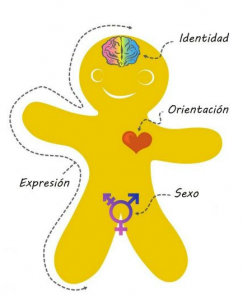 Identidad
Orientación
Expresión
Sexo